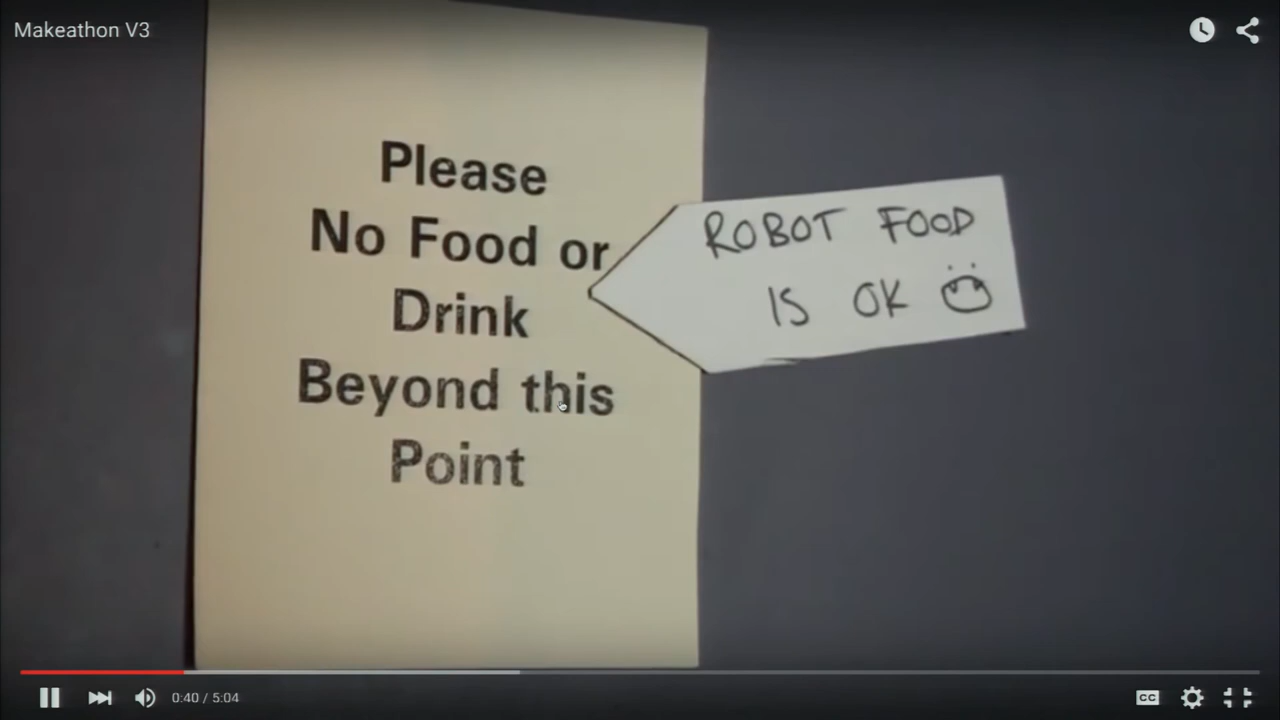 Makeathon V3
Please
No Food or
Drink
Beyond this
Point
ROBOT FOOD
IS OK
0:40 / 5:04
CC